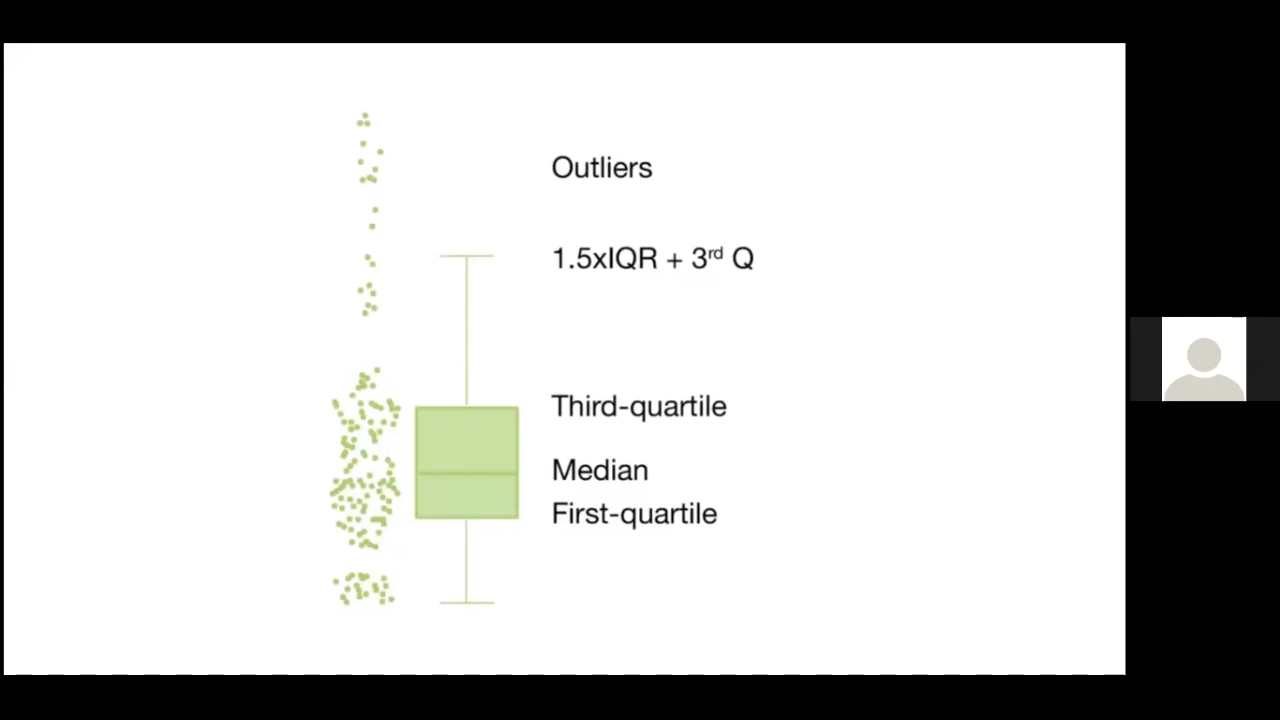 Outliers
1.5xIQR + 3rd Q
Third-quartile
Median
First-quartile